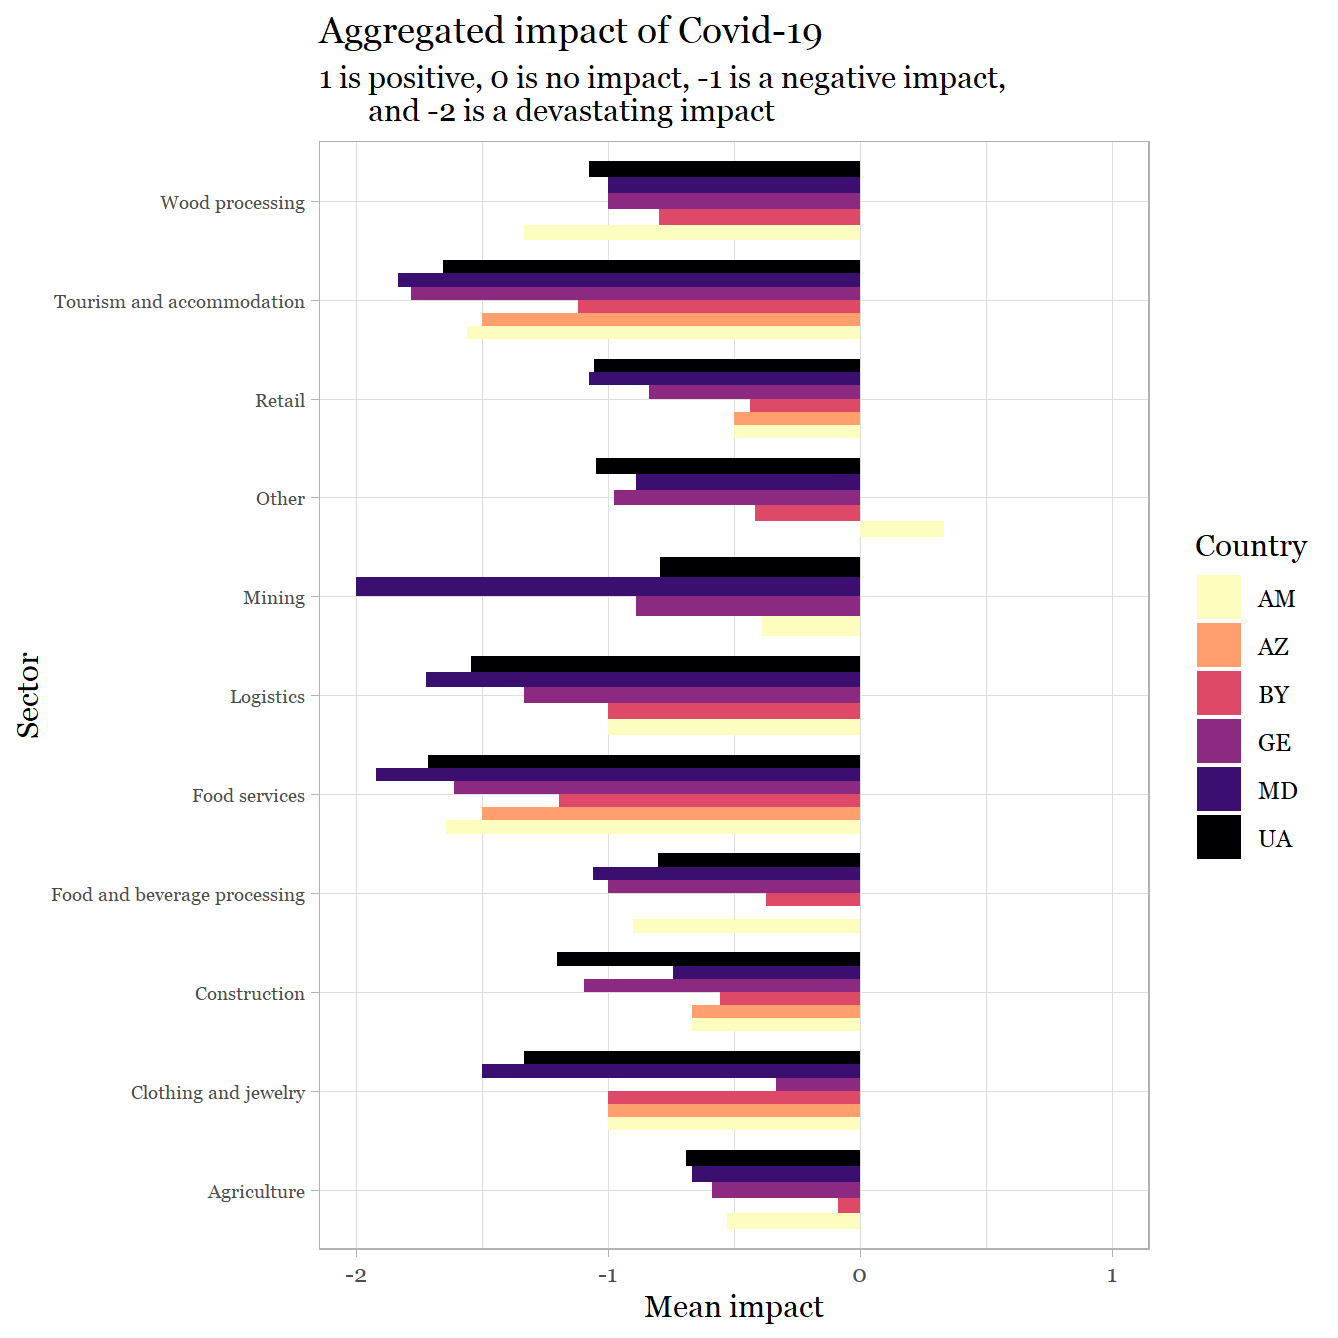 Aggregated impact of Covid-19
1 is positive, 0 is no impact, -1 is a negative impact,
and -2 is a devastating impact
Wood processing
Tourism and accommodation
Retail
Other
Mining
Logistics
Food services
Food and beverage processing
Construction
Clothing and jewelry
Agriculture
Sector
-2
-1
0
1
Mean impact
Country
AM
AZ
BY
GE
MD
UA